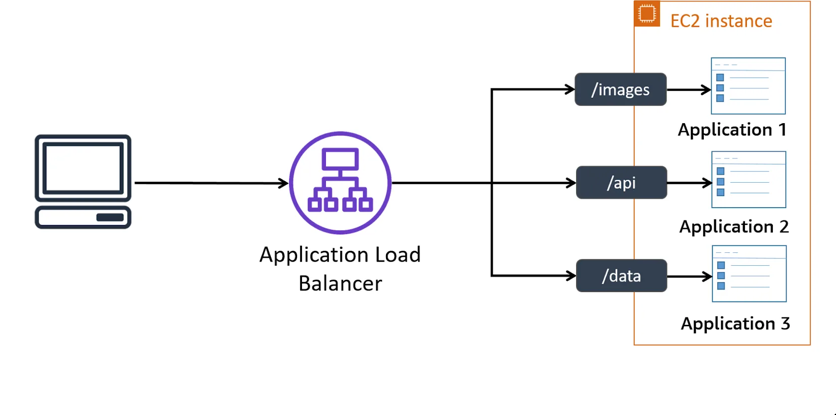 EC2 instance
/images
Application 1
/api
Application 2
Application Load
Balancer
/data
Application 3